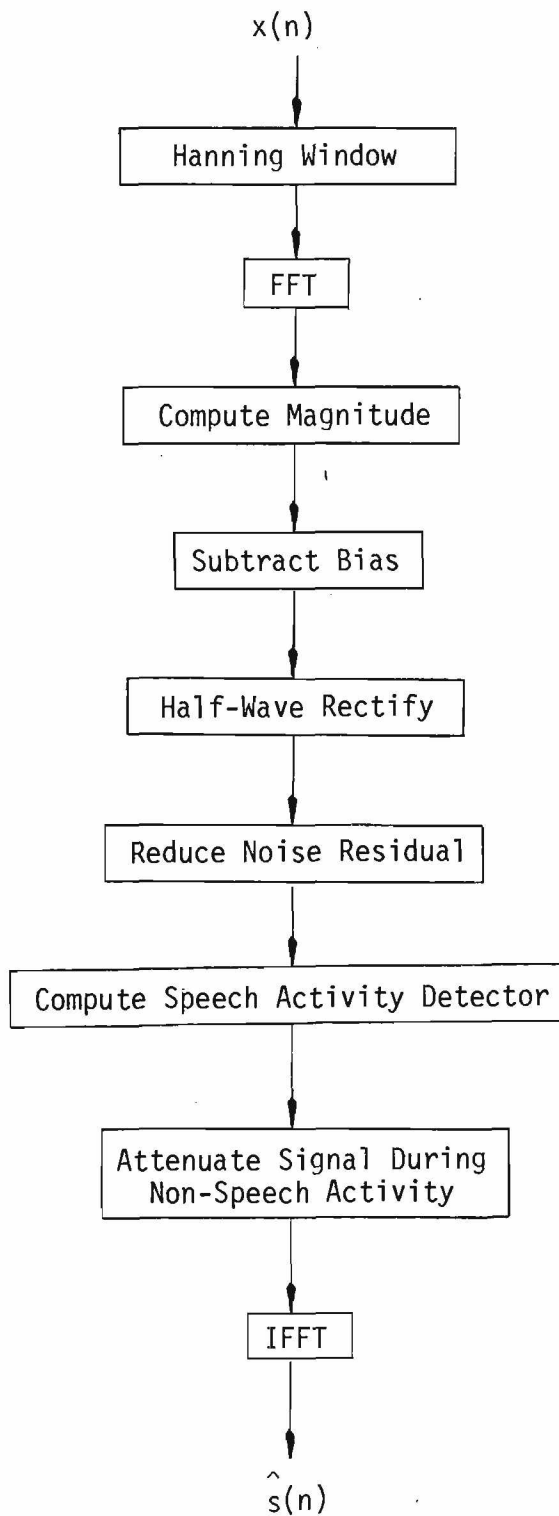 x(n)
Hanning Window
FFT
Compute Magnitude
Subtract Bias
Half-Wave Rectify
Reduce Noise Residual
Compute Speech Activity Detector
Attenuate Signal During
Non-Speech Activity
IFFT
ŝ(n)